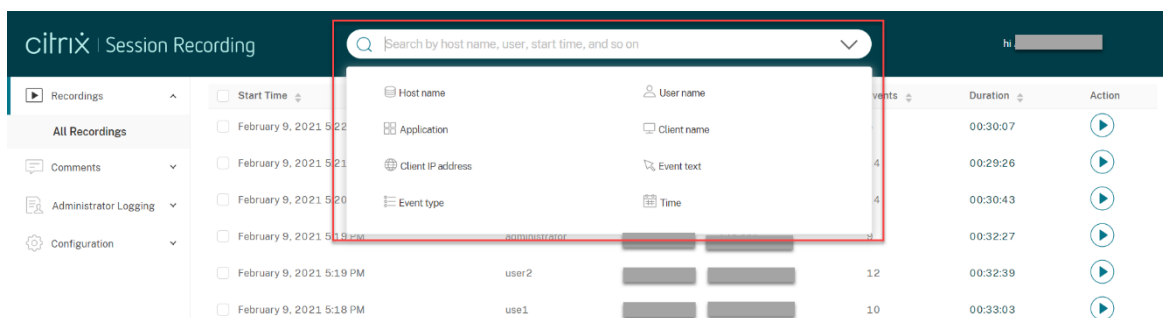 citrix | Session Recording
Search by host name, user, start time, and so on
hi
Recordings
Start Time
Host name
User name
Duration
Action
All Recordings
February 9, 2021 5:22
Application
Client name
00:30:07
Comments
February 9, 2021 5:21
Client IP address
Event text
4
00:29:26
Administrator Logging
February 9, 2021 5:20
Event type
Time
4
00:30:43
Configuration
February 9, 2021 5:19 PM
administrator
9
00:32:27
February 9, 2021 5:19 PM
user2
12
00:32:39
February 9, 2021 5:18 PM
use1
10
00:33:03